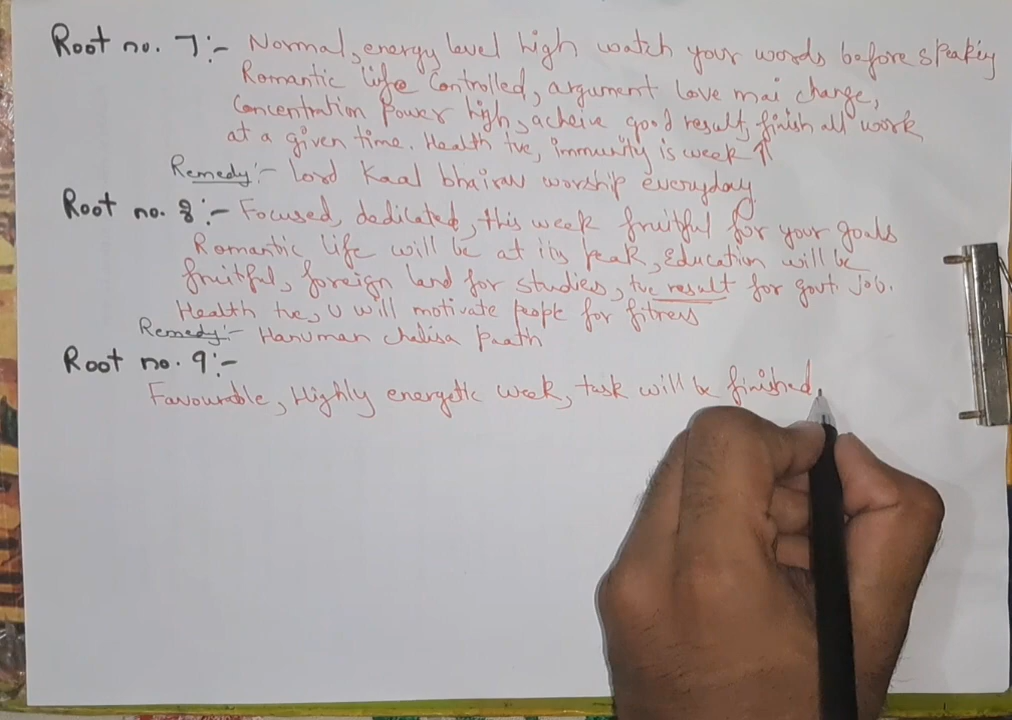 Root no. 7:- Normal, energy level high watch your words before speakiy
Romantic life controlled, argument love mai change,
Concentration Power high, acheive good result, finish all work
at a given time. Health tve, immunity is week ↑
Remedy:- Lord Kaal bhairav worship everyday.
Root no. 8:- Focused, dedicated, this week fruitful for your goals
Romantic life will be at its peak, Education will be
fruitful, foreign land for studies, tve result for govt. job.
Health tve, U will motivate people for fitness
Remedy:- Hanuman chalisa Paath
Root no. 9:-
Favourable, Highly energetic week, task will be finished,